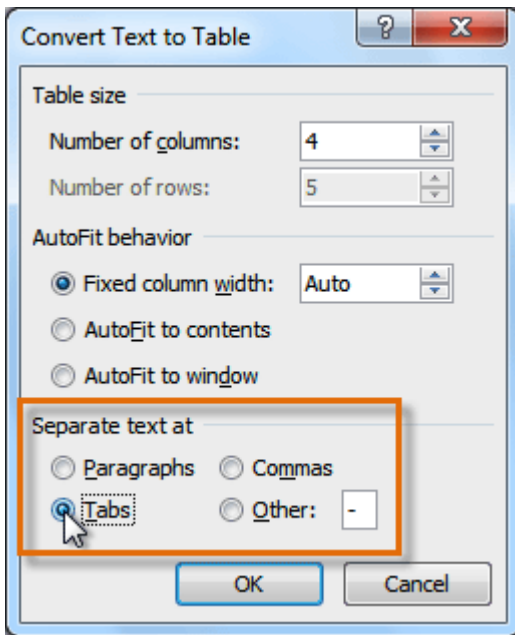 Convert Text to Table
Table size
Number of columns: 4
Number of rows: 5
AutoFit behavior
Fixed column width: Auto
AutoFit to contents
AutoFit to window
Separate text at
Paragraphs Commas
Tabs Other: -
OK Cancel